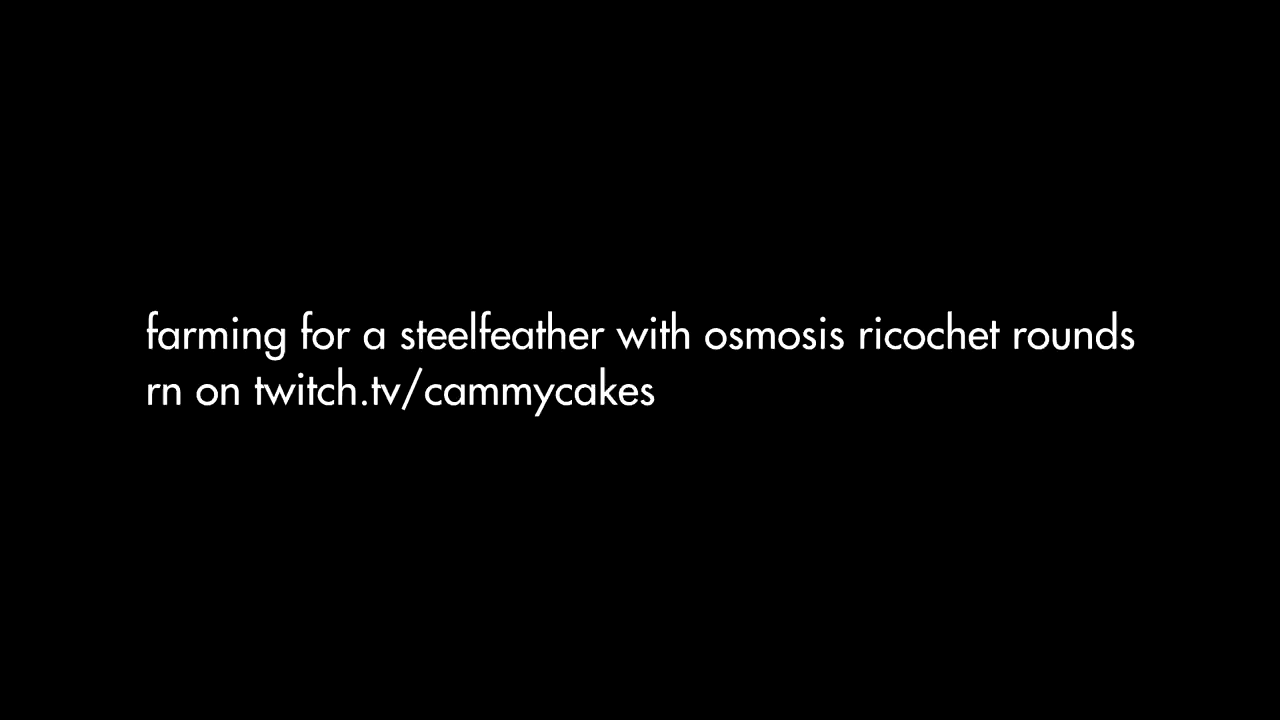 farming for a steelfeather with osmosis ricochet rounds
rn on twitch.tv/cammycakes